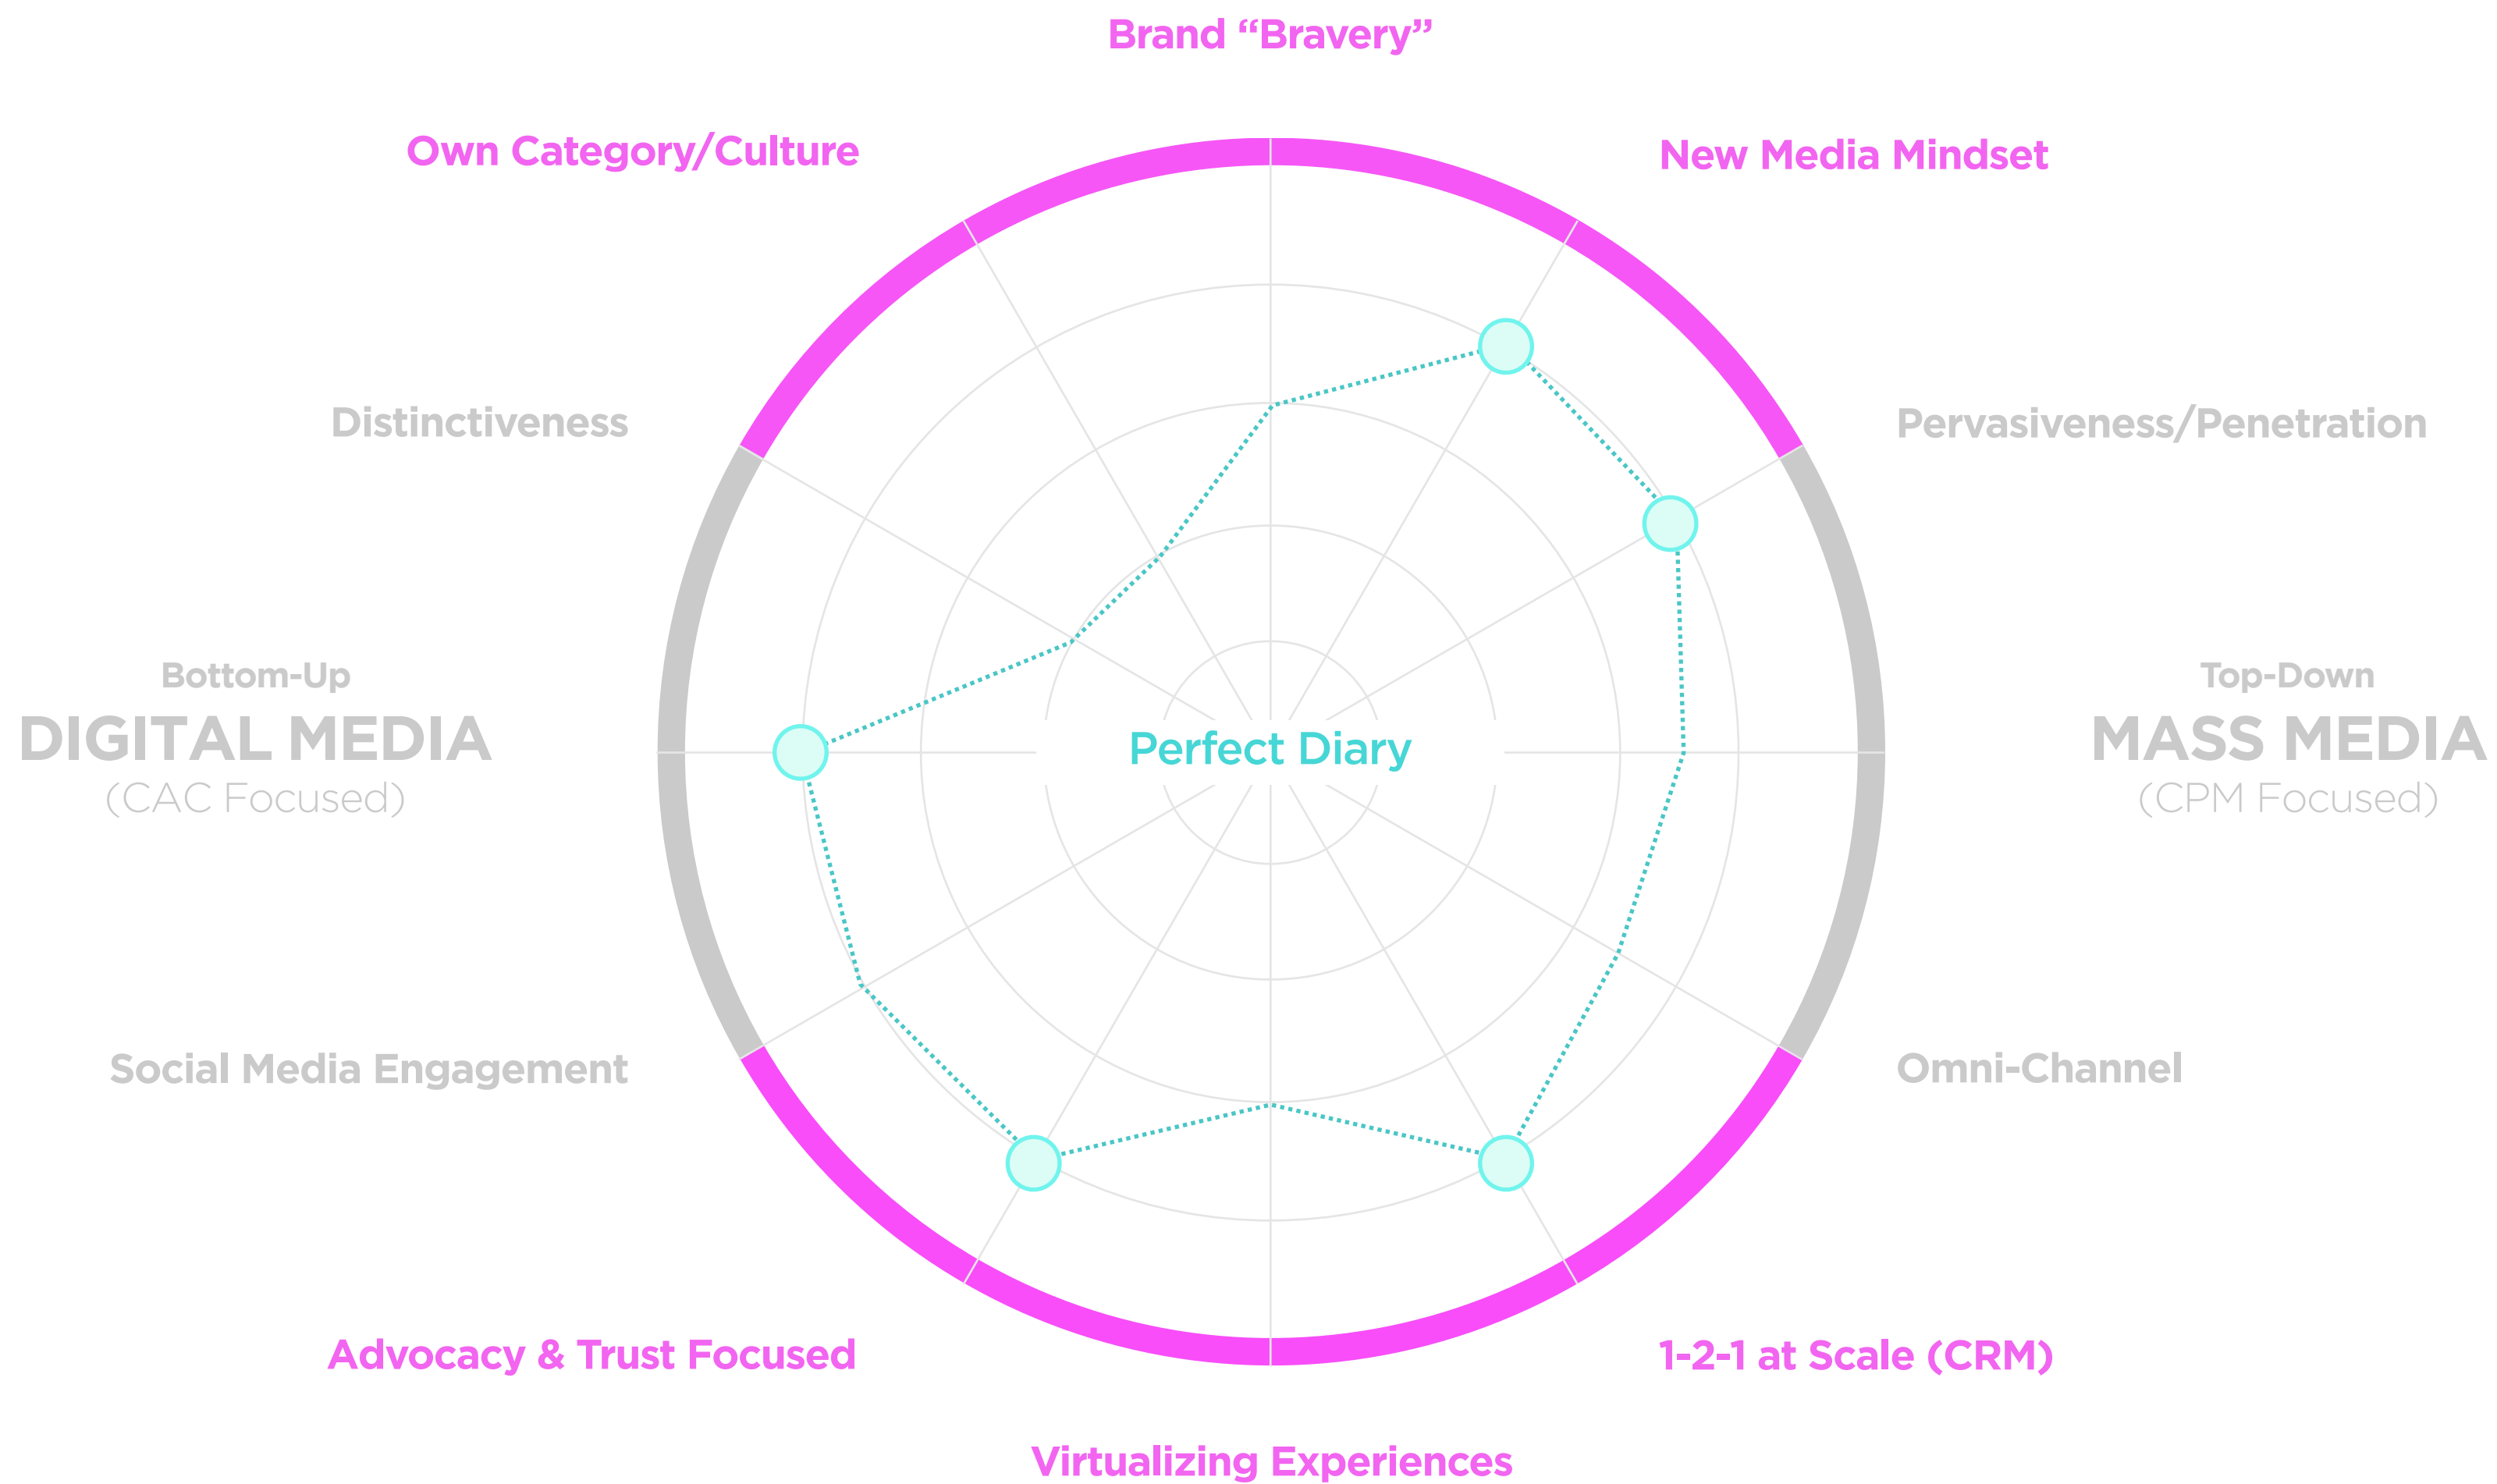 Brand “Bravery”
Own Category/Culture
New Media Mindset
Distinctiveness
Pervasiveness/Penetration
Bottom-Up
DIGITAL MEDIA
(CAC Focused)
Perfect Diary
Top-Down
MASS MEDIA
(CPM Focused)
Social Media Engagement
Omni-Channel
Advocacy & Trust Focused
1-2-1 at Scale (CRM)
Virtualizing Experiences